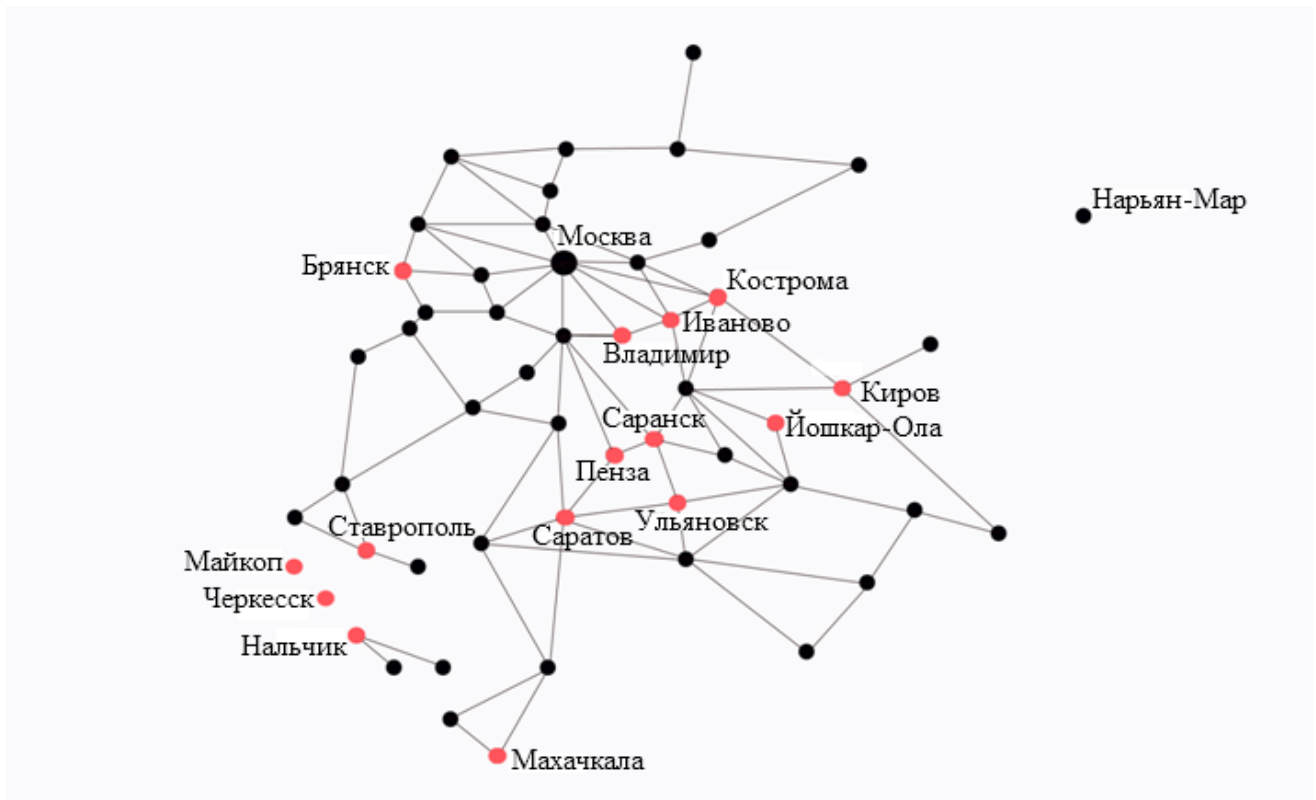 Нарьян-Мар
Москва
Брянск
Кострома
Иваново
Владимир
Киров
Саранск
Йошкар-Ола
Пенза
Ульяновск
Ставрополь
Саратов
Майкоп
Черкесск
Нальчик
Махачкала